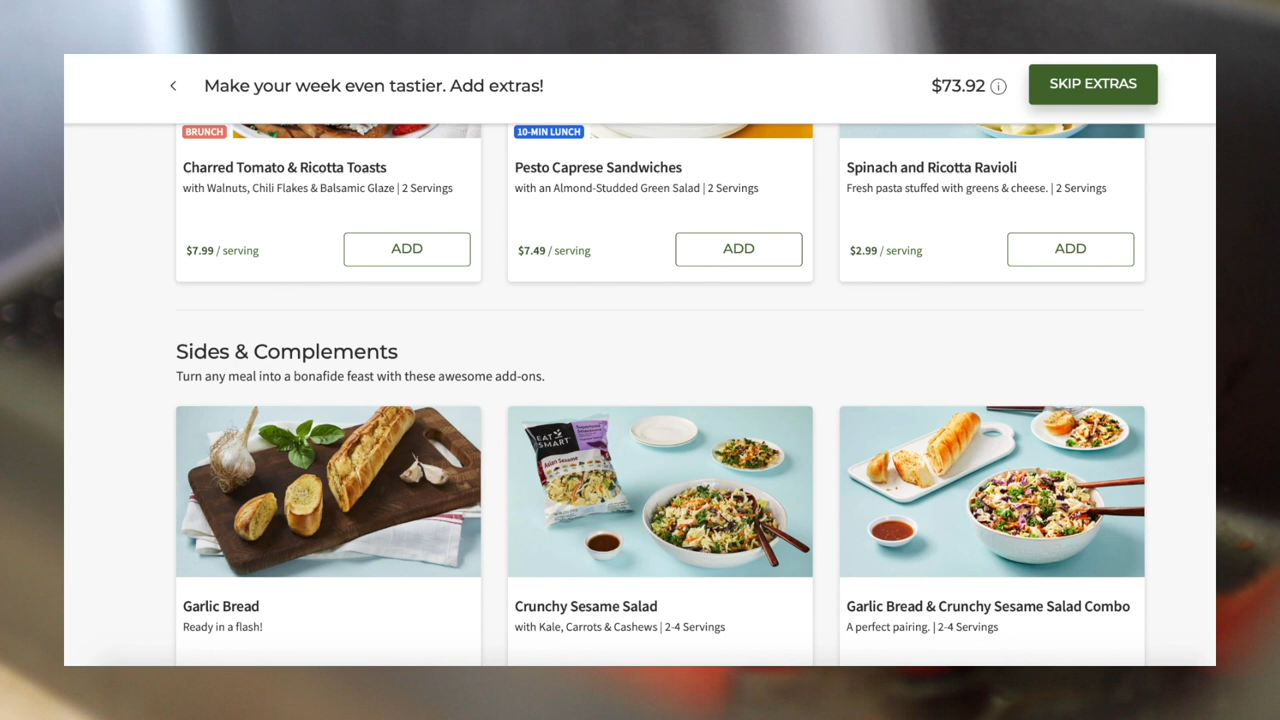 Make your week even tastier. Add extras!
$73.92
SKIP EXTRAS
BRUNCH
10-MIN LUNCH
Charred Tomato & Ricotta Toasts
with Walnuts, Chili Flakes & Balsamic Glaze | 2 Servings
$7.99 / serving
ADD
Pesto Caprese Sandwiches
with an Almond-Studded Green Salad | 2 Servings
$7.49 / serving
ADD
Spinach and Ricotta Ravioli
Fresh pasta stuffed with greens & cheese. | 2 Servings
$2.99 / serving
ADD
Sides & Complements
Turn any meal into a bonafide feast with these awesome add-ons.
EAT
SMART
Asian Sesame
Garlic Bread
Ready in a flash!
Crunchy Sesame Salad
with Kale, Carrots & Cashews | 2-4 Servings
Garlic Bread & Crunchy Sesame Salad Combo
A perfect pairing. | 2-4 Servings